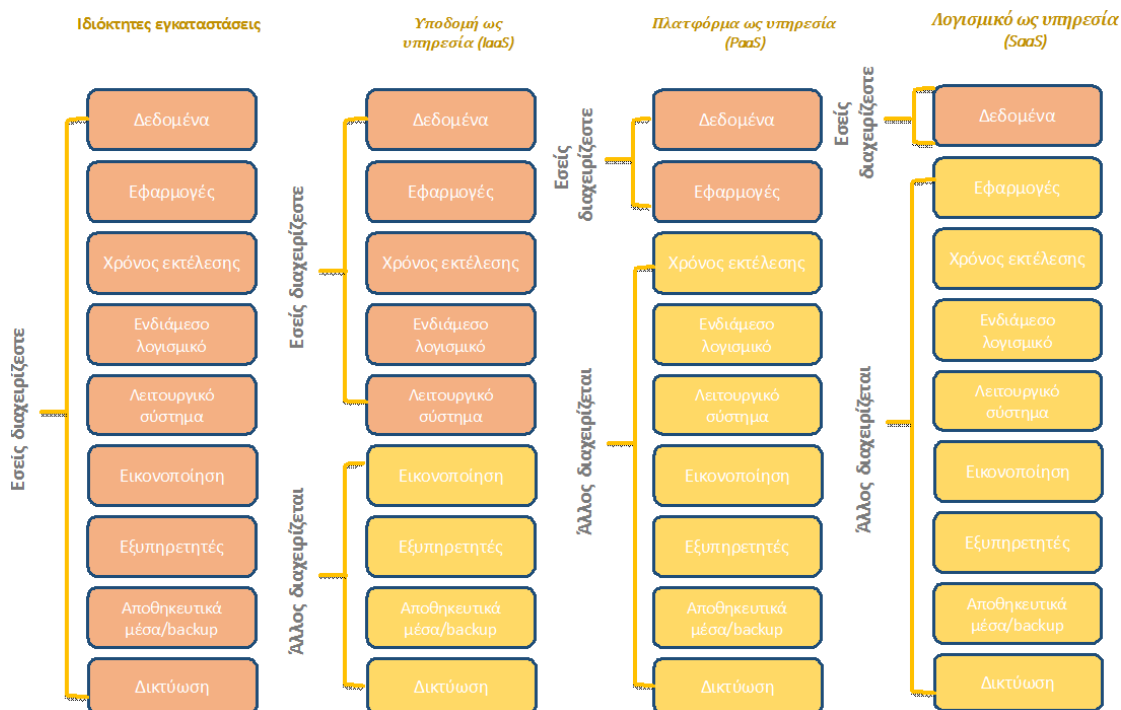 Ιδιόκτητες εγκαταστάσεις
Εσείς διαχειρίζεστε
Δεδομένα
Εφαρμογές
Χρόνος εκτέλεσης
Ενδιάμεσο
λογισμικό
Λειτουργικό
σύστημα
Εικονοποίηση
Εξυπηρετητές
Αποθηκευτικά
μέσα/backup
Δικτύωση
Υποδομή ως
υπηρεσία (IaaS)
Εσείς διαχειρίζεστε
Δεδομένα
Εφαρμογές
Χρόνος εκτέλεσης
Ενδιάμεσο
λογισμικό
Λειτουργικό
σύστημα
Άλλος διαχειρίζεται
Εικονοποίηση
Εξυπηρετητές
Αποθηκευτικά
μέσα/backup
Δικτύωση
Πλατφόρμα ως υπηρεσία
(PaaS)
Εσείς
διαχειρίζεστε
Δεδομένα
Εφαρμογές
Άλλος διαχειρίζεται
Χρόνος εκτέλεσης
Ενδιάμεσο
λογισμικό
Λειτουργικό
σύστημα
Εικονοποίηση
Εξυπηρετητές
Αποθηκευτικά
μέσα/backup
Δικτύωση
Λογισμικό ως υπηρεσία
(SaaS)
Εσείς
διαχειρίζεστε
Δεδομένα
Άλλος διαχειρίζεται
Εφαρμογές
Χρόνος εκτέλεσης
Ενδιάμεσο
λογισμικό
Λειτουργικό
σύστημα
Εικονοποίηση
Εξυπηρετητές
Αποθηκευτικά
μέσα/backup
Δικτύωση